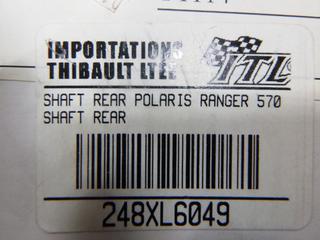 IMPORTATIONS
THIBAULT LTEE
ITL
SHAFT REAR POLARIS RANGER 570
SHAFT REAR
248XL6049